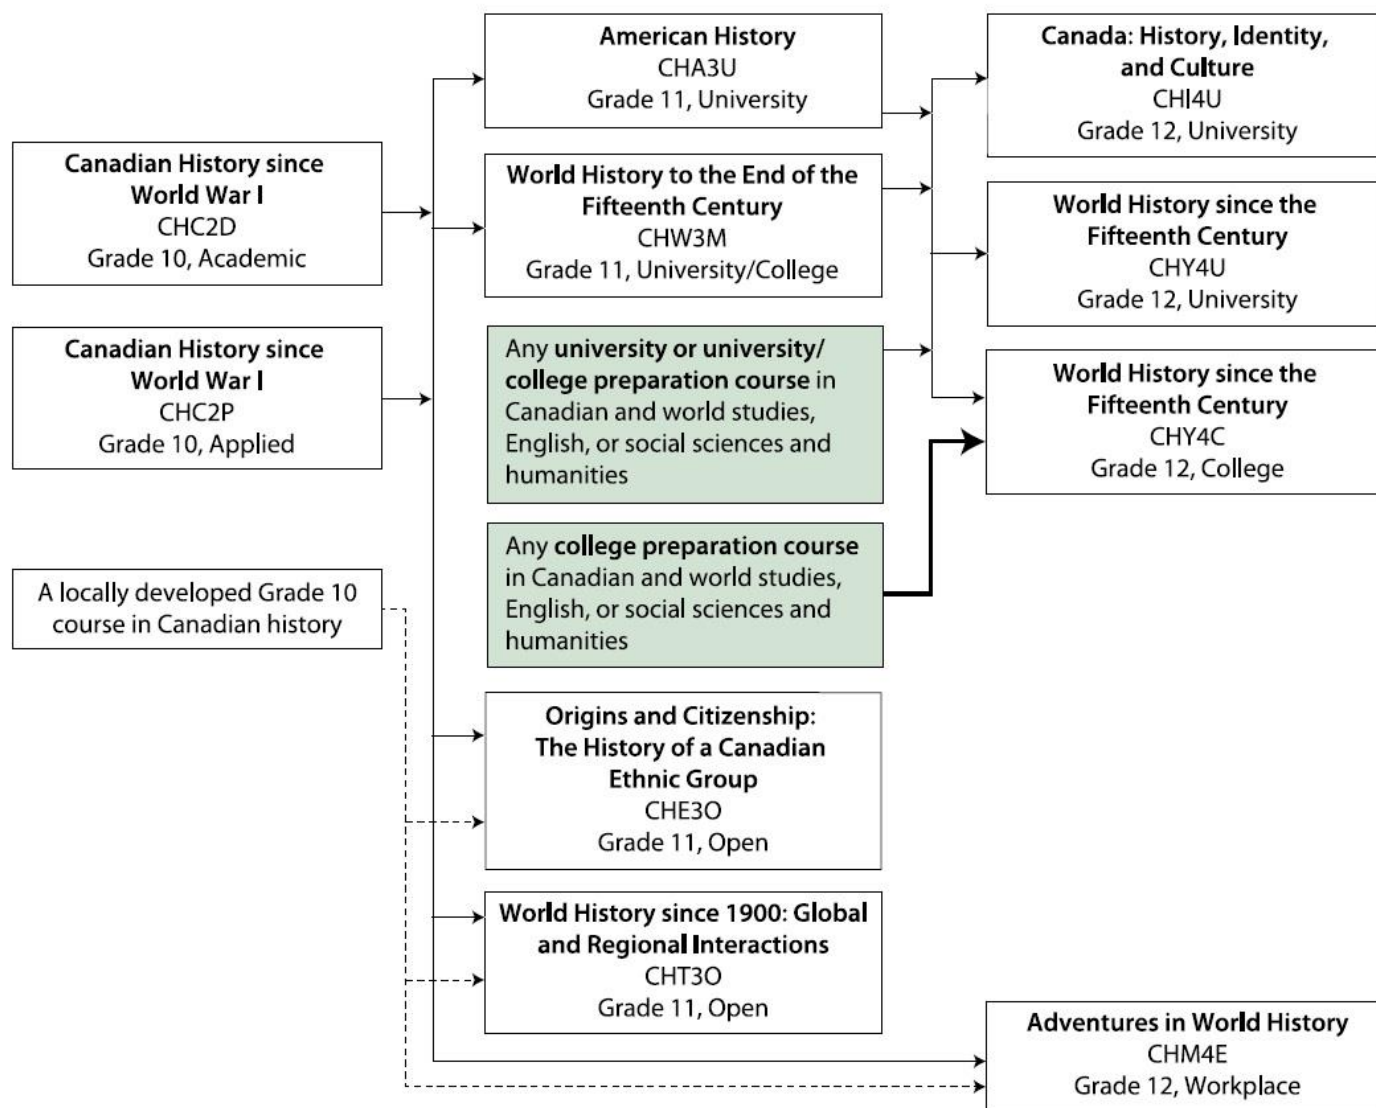 Canadian History since
World War I
CHC2D
Grade 10, Academic
Canadian History since
World War I
CHC2P
Grade 10, Applied
A locally developed Grade 10
course in Canadian history
American History
CHA3U
Grade 11, University
World History to the End of the
Fifteenth Century
CHW3M
Grade 11, University/College
Any university or university/
college preparation course in
Canadian and world studies,
English, or social sciences and
humanities
Any college preparation course
in Canadian and world studies,
English, or social sciences and
humanities
Origins and Citizenship:
The History of a Canadian
Ethnic Group
CHE3O
Grade 11, Open
World History since 1900: Global
and Regional Interactions
CHT3O
Grade 11, Open
Canada: History, Identity,
and Culture
CHI4U
Grade 12, University
World History since the
Fifteenth Century
CHY4U
Grade 12, University
World History since the
Fifteenth Century
CHY4C
Grade 12, College
Adventures in World History
CHM4E
Grade 12, Workplace